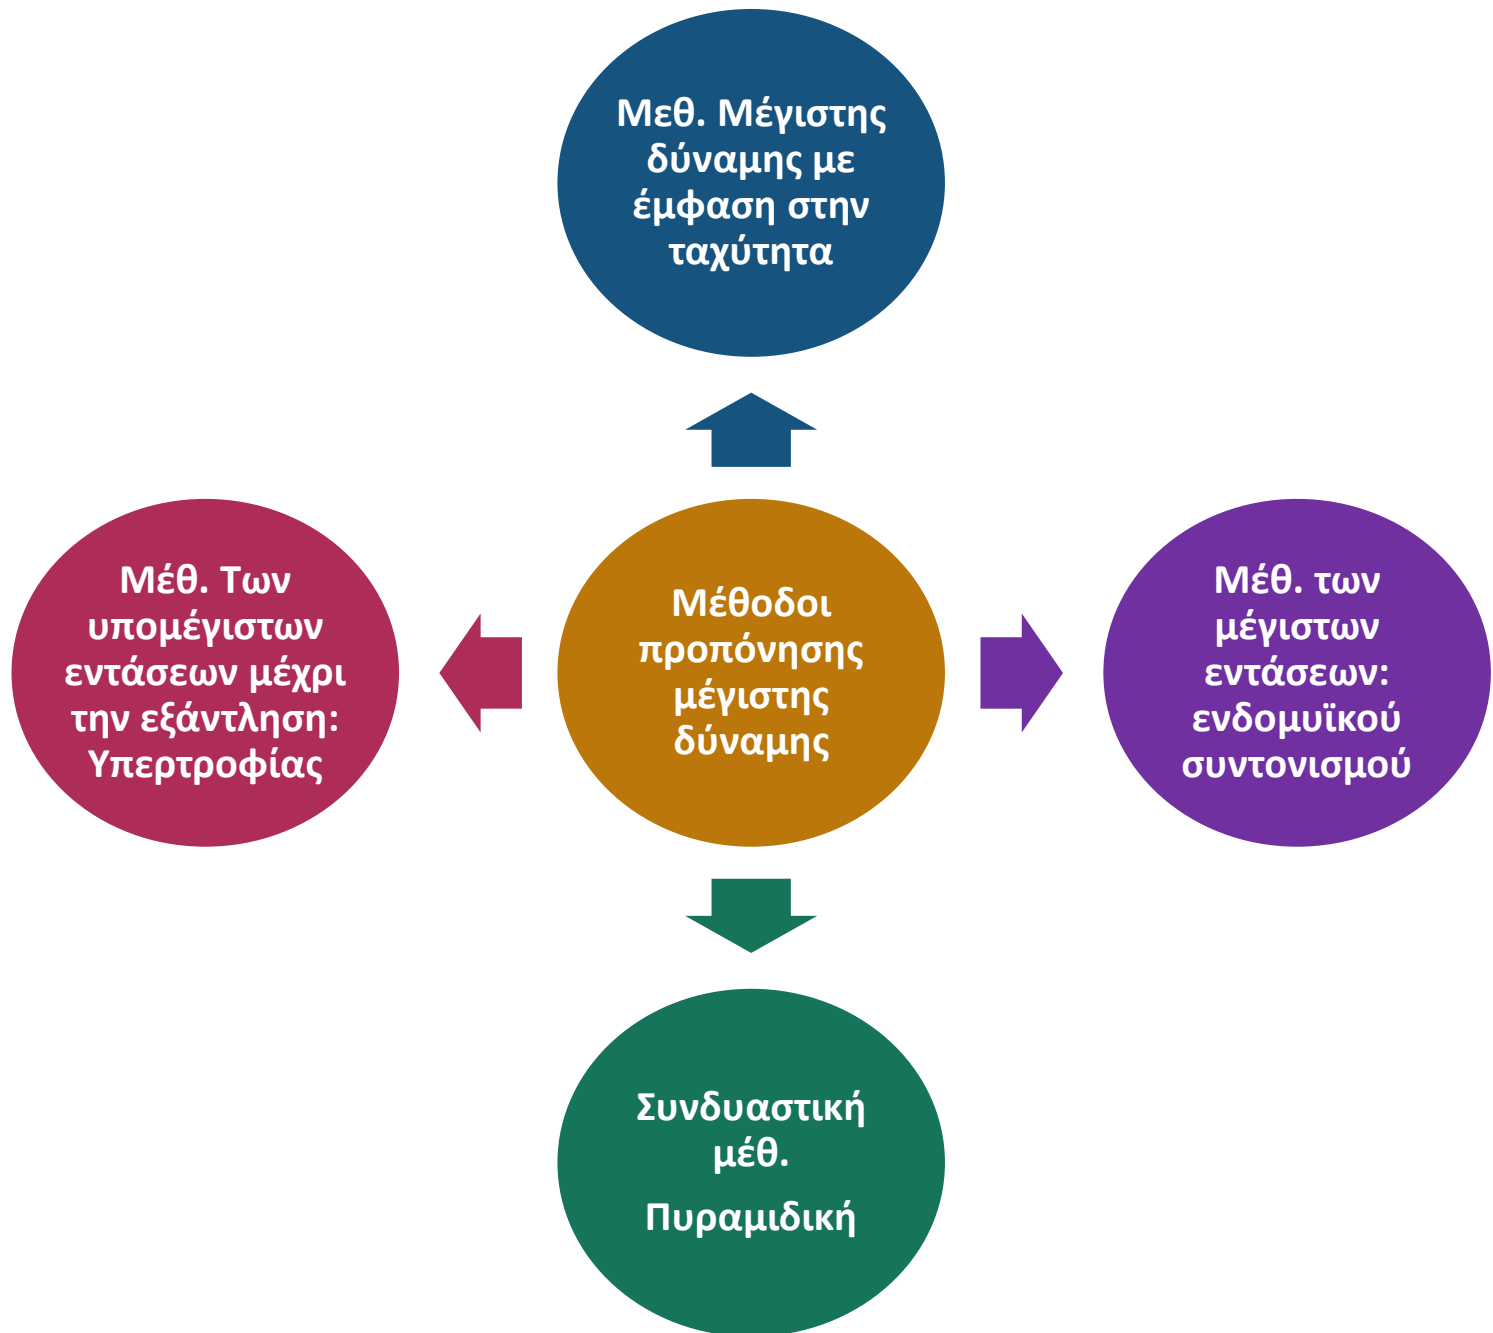 Μεθ. Μέγιστης
δύναμης με
έμφαση στην
ταχύτητα
Μέθ. Των
υπομέγιστων
εντάσεων μέχρι
την εξάντληση:
Υπερτροφίας
Μέθοδοι
προπόνησης
μέγιστης
δύναμης
Μέθ. των
μέγιστων
εντάσεων:
ενδομυϊκού
συντονισμού
Συνδυαστική
μέθ.
Πυραμιδική